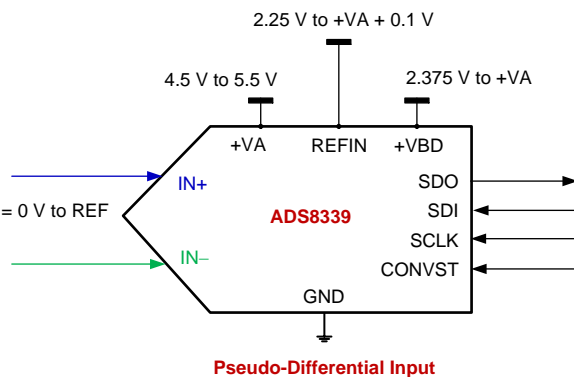 2.25 V to +VA + 0.1 V
4.5 V to 5.5 V
2.375 V to +VA
+VA
REFIN
+VBD
IN+
SDO
= 0 V to REF
ADS8339
SDI
SCLK
IN–
CONVST
GND
Pseudo-Differential Input